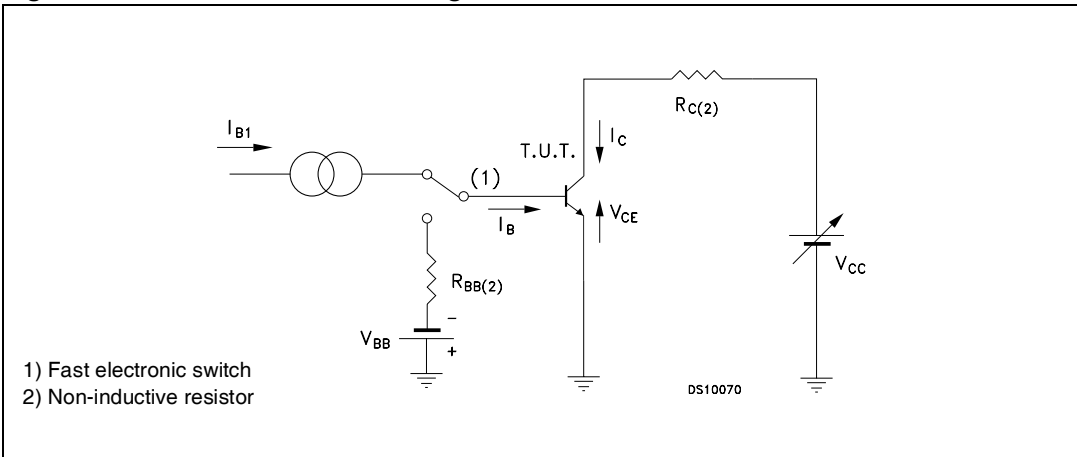 I_B1
T.U.T.
(1)
I_B
I_C
V_CE
R_C(2)
V_CC
R_BB(2)
V_BB
−
+
1) Fast electronic switch
2) Non-inductive resistor
DS10070